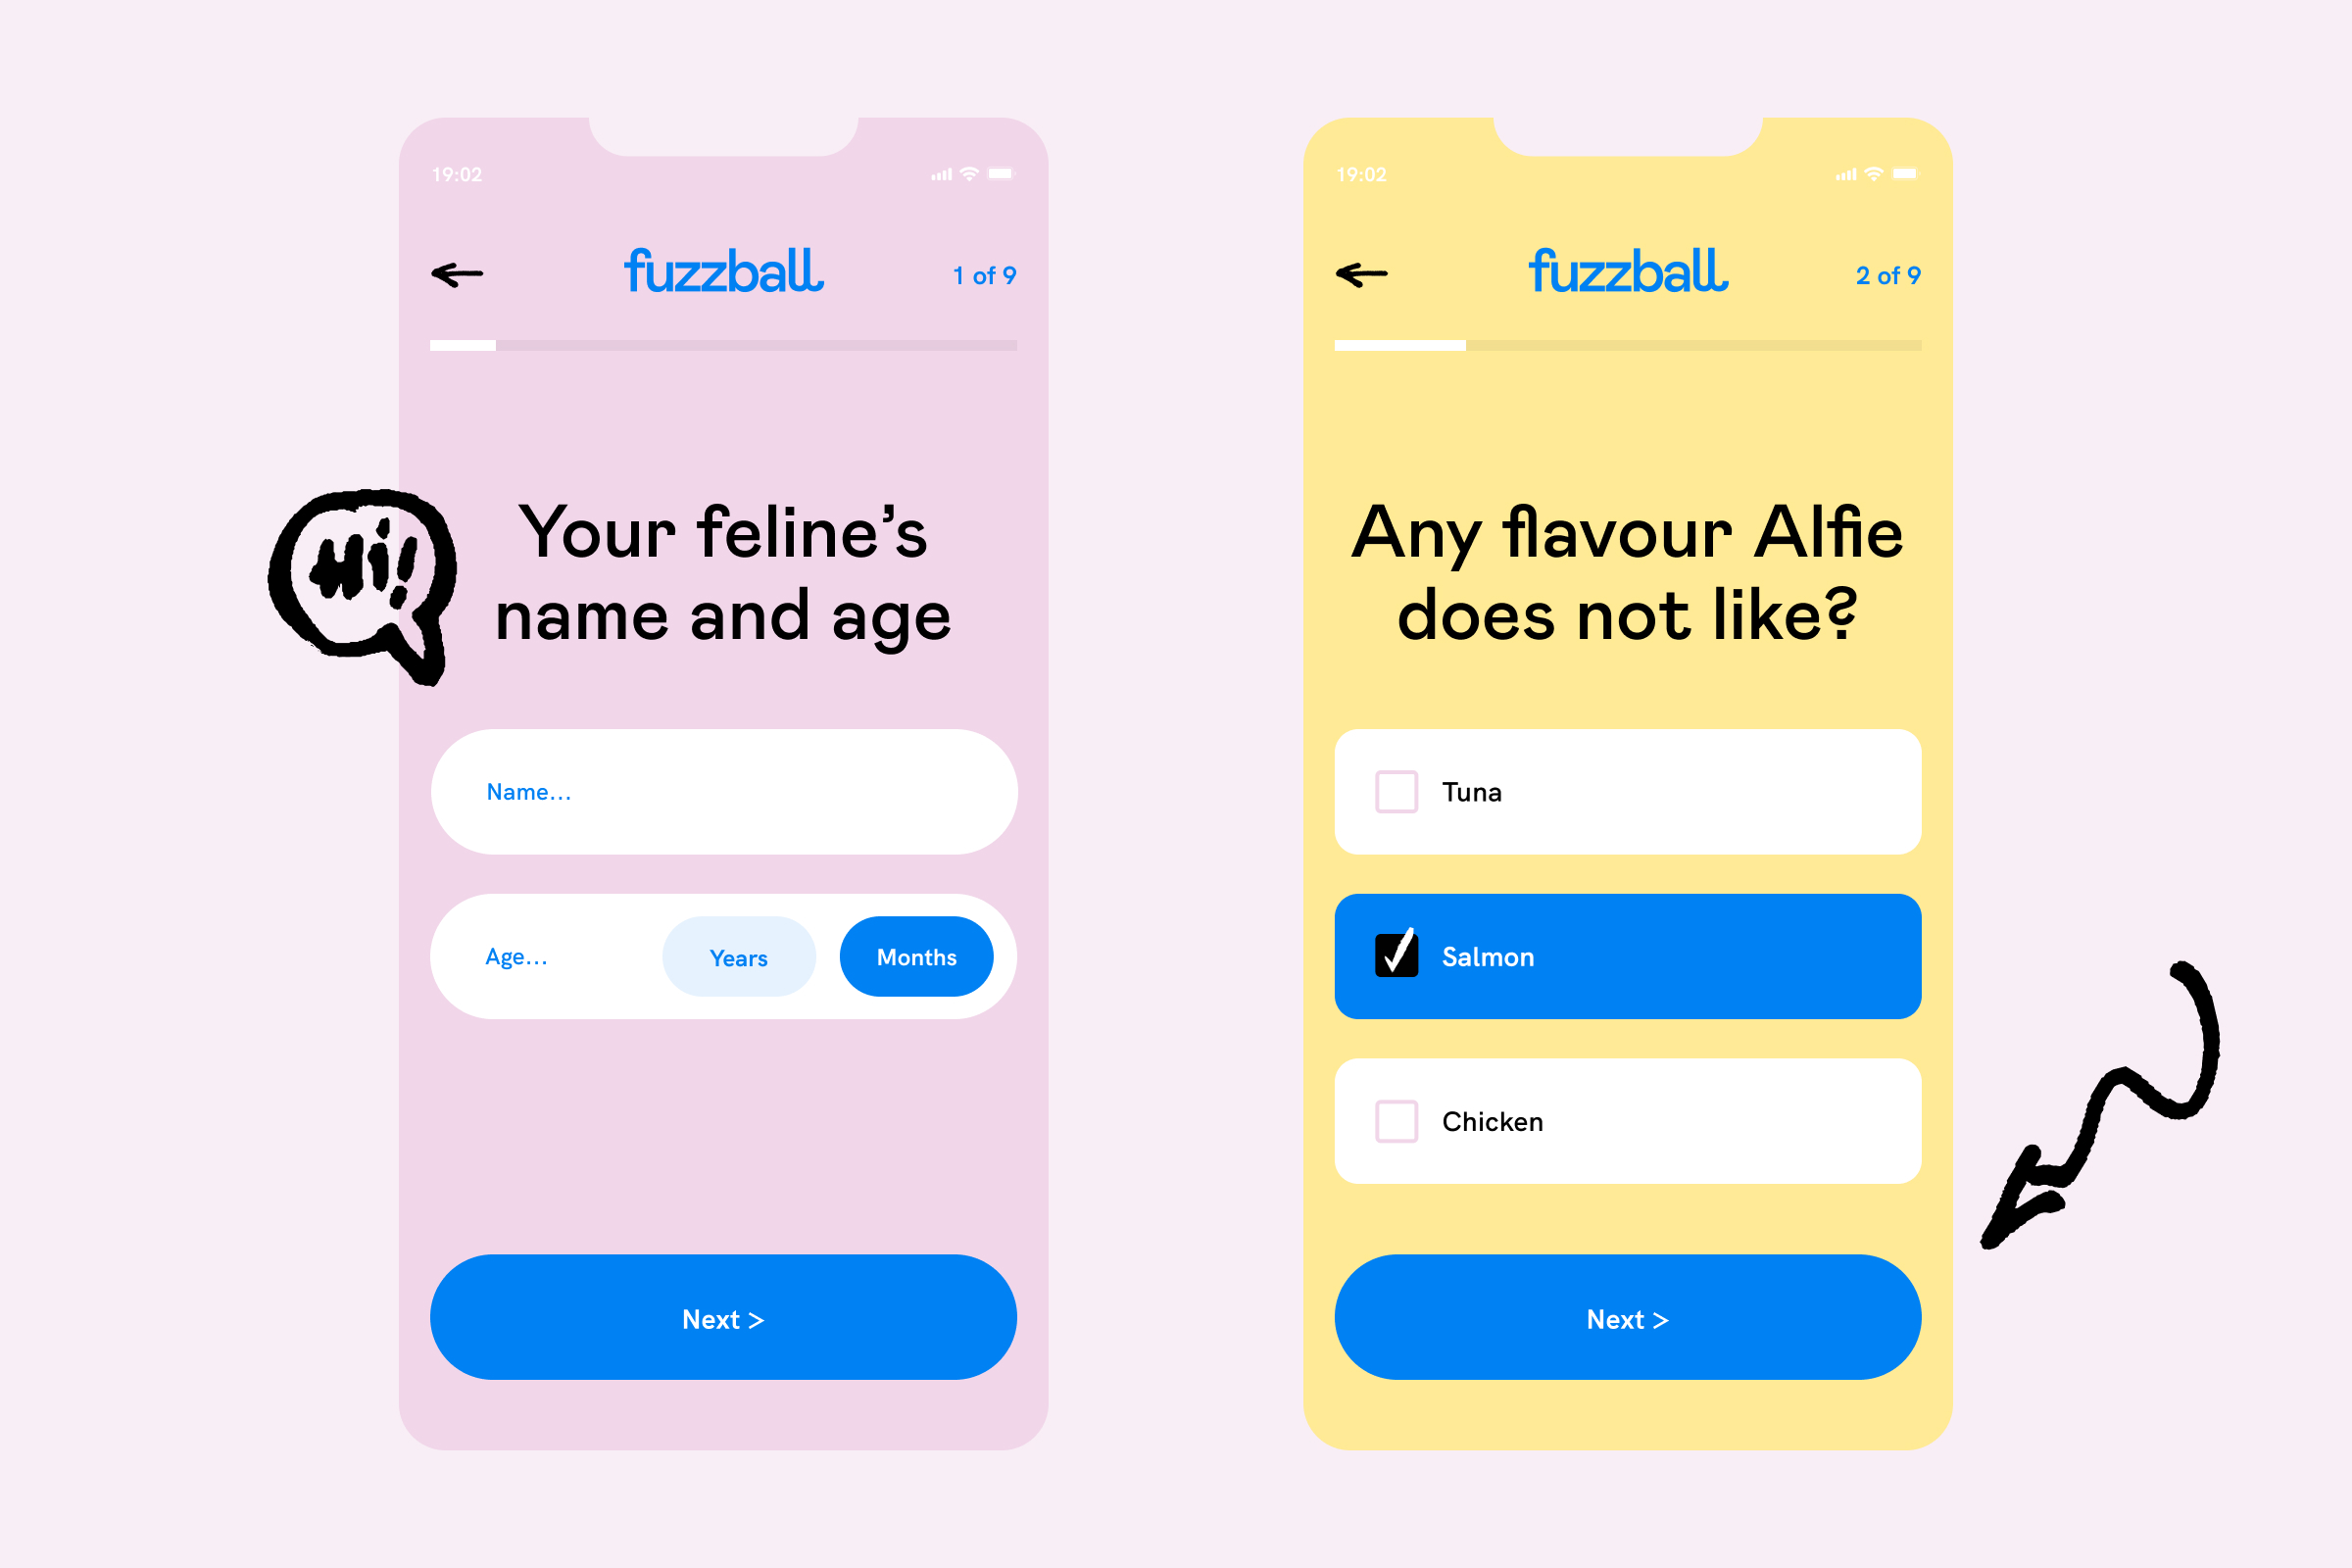 19:02
fuzzball
1 of 9
Hi!
Your feline’s
name and age
Name...
Age...
Years
Months
Next >
19:02
fuzzball
2 of 9
Any flavour Alfie
does not like?
Tuna
Salmon
Chicken
Next >